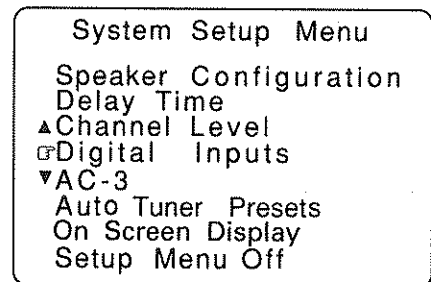 System Setup Menu
Speaker Configuration
Delay Time
▲Channel Level
☞Digital Inputs
▼AC-3
Auto Tuner Presets
On Screen Display
Setup Menu Off